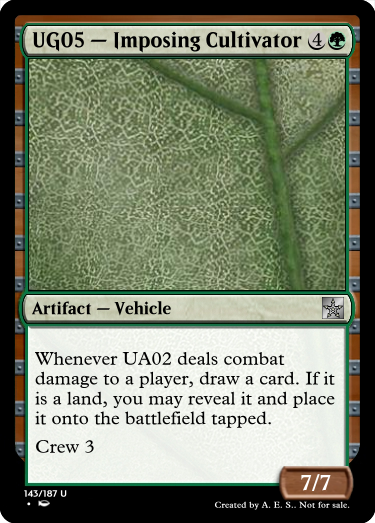 UG05 — Imposing Cultivator 4
Artifact — Vehicle
Whenever UA02 deals combat
damage to a player, draw a card. If it
is a land, you may reveal it and place
it onto the battlefield tapped.
Crew 3
7/7
143/187 U
Created by A. E. S.. Not for sale.